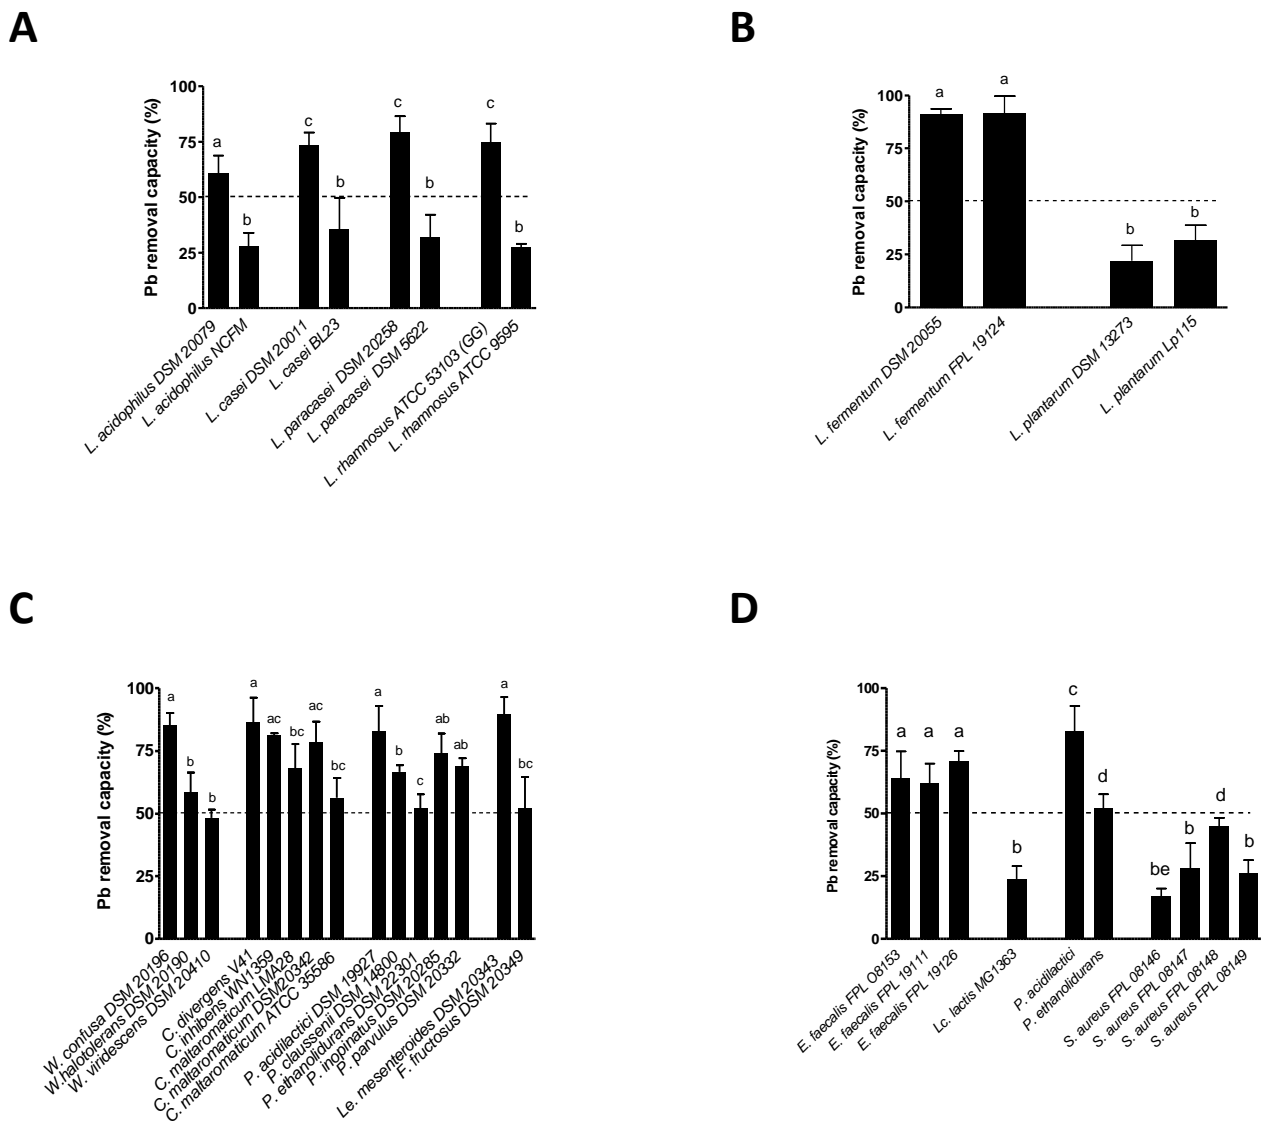 A
Pb removal capacity (%)
100
75
50
25
0
a
b
c
b
c
b
c
b
L. acidophilus DSM 20079
L. acidophilus NCFM
L. casei DSM 20011
L. casei BL23
L. paracasei DSM 20258
L. paracasei DSM 5622
L. rhamnosus ATCC 53103 (GG)
L. rhamnosus ATCC 9595
B
Pb removal capacity (%)
100
75
50
25
0
a
a
b
b
L. fermentum DSM 20055
L. fermentum FPL 19124
L. plantarum DSM 13273
L. plantarum Lp115
C
Pb removal capacity (%)
100
75
50
25
0
a
b
b
a
ac
bc
ac
bc
a
b
c
ab
ab
a
bc
W. confusa DSM 20196
W.halotolerans DSM 20190
W. viridescens DSM 20410
C. divergens V41
C. inhibens WN1359
C. maltaromaticum LMA28
C. maltaromaticum DSM20342
C. maltaromaticum ATCC 35586
P. acidilactici DSM 19927
P. claussenii DSM 14800
P. ethanolidurans DSM 22301
P. inopinatus DSM 20285
P. parvulus DSM 20332
Le. mesenteroides DSM 20343
F. fructosus DSM 20349
D
Pb removal capacity (%)
100
75
50
25
0
a
a
a
b
c
d
be
b
d
b
E. faecalis FPL O8153
E. faecalis FPL 19111
E. faecalis FPL 19126
Lc. lactis MG1363
P. acidilactici
P. ethanolidurans
S. aureus FPL 08146
S. aureus FPL 08147
S. aureus FPL 08148
S. aureus FPL 08149